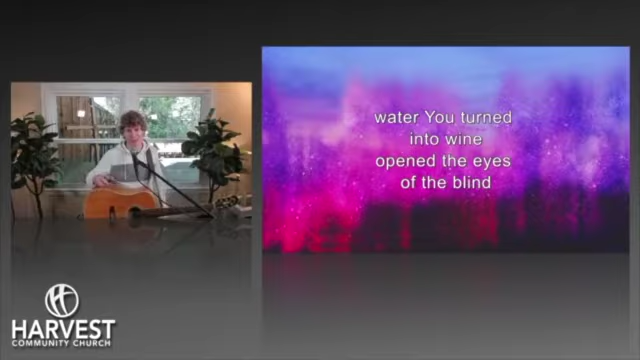 water You turned
into wine
opened the eyes
of the blind
HARVEST
COMMUNITY CHURCH